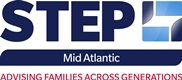 STEP
Mid Atlantic
ADVISING FAMILIES ACROSS GENERATIONS